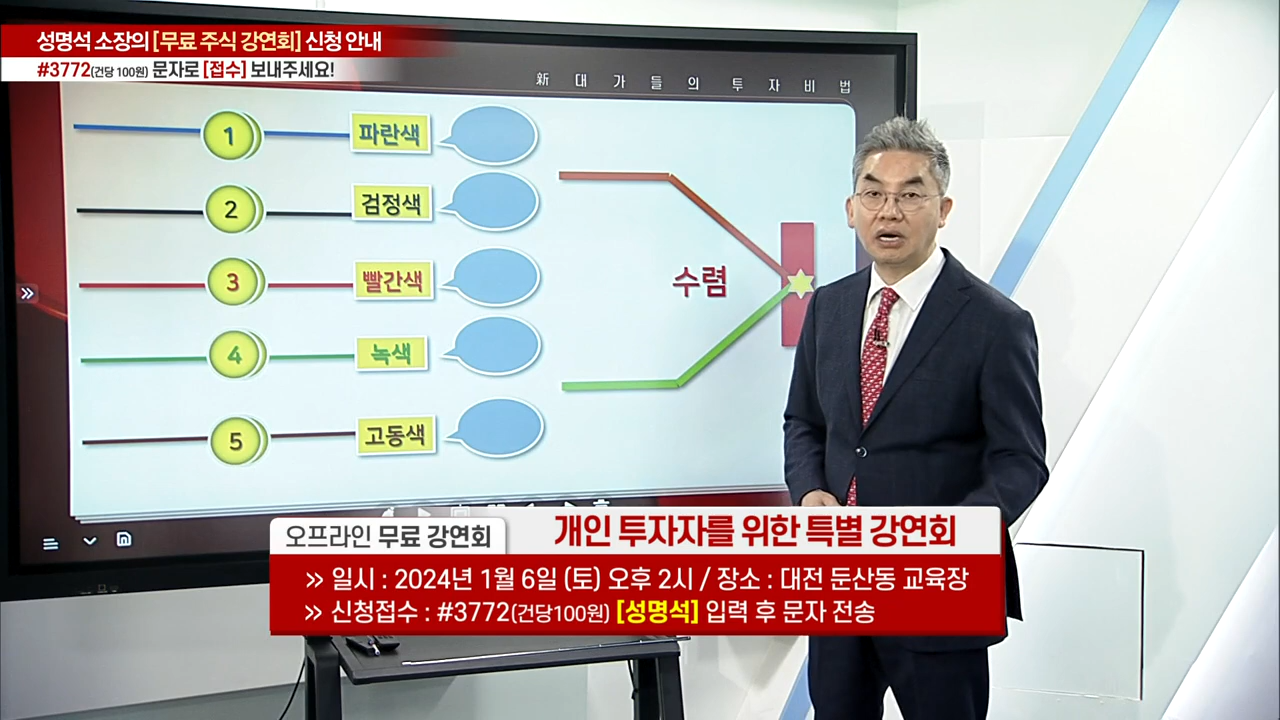 성명석 소장의 [무료 주식 강연회] 신청 안내
#3772(건당 100원) 문자로 [접수] 보내주세요!
新 대가들의 투자비법
1 파란색
2 검정색
3 빨간색
4 녹색
5 고동색
수렴
오프라인 무료 강연회
개인 투자자를 위한 특별 강연회
» 일시 : 2024년 1월 6일 (토) 오후 2시 / 장소 : 대전 둔산동 교육장
» 신청접수 : #3772(건당100원) [성명석] 입력 후 문자 전송